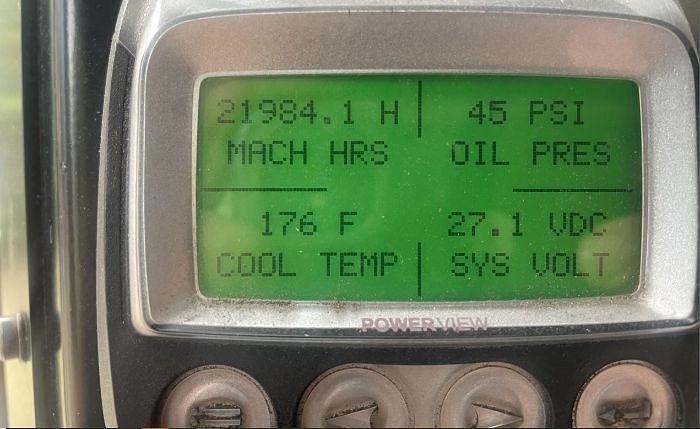 21984.1 H 45 PSI
MACH HRS OIL PRES
176 F 27.1 VDC
COOL TEMP SYS VOLT
POWERVIEW